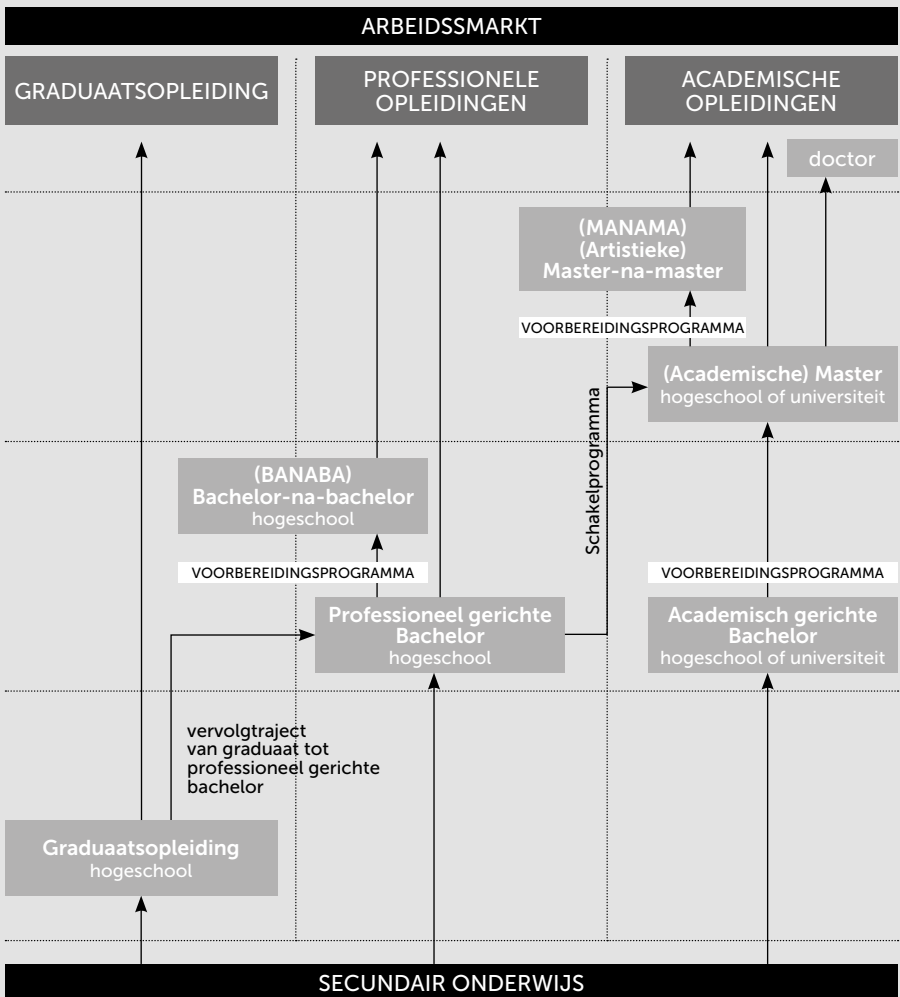 ARBEIDSSMARKT
GRADUAATSOPLEIDING
PROFESSIONELE
OPLEIDINGEN
ACADEMISCHE
OPLEIDINGEN
doctor
(MANAMA)
(Artistieke)
Master-na-master
VOORBEREIDINGSPROGRAMMA
(Academische) Master
hogeschool of universiteit
Schakelprogramma
(BANABA)
Bachelor-na-bachelor
hogeschool
VOORBEREIDINGSPROGRAMMA
VOORBEREIDINGSPROGRAMMA
Professioneel gerichte
Bachelor
hogeschool
Academisch gerichte
Bachelor
hogeschool of universiteit
vervolgtraject
van graduaat tot
professioneel gerichte
bachelor
Graduaatsopleiding
hogeschool
SECUNDAIR ONDERWIJS